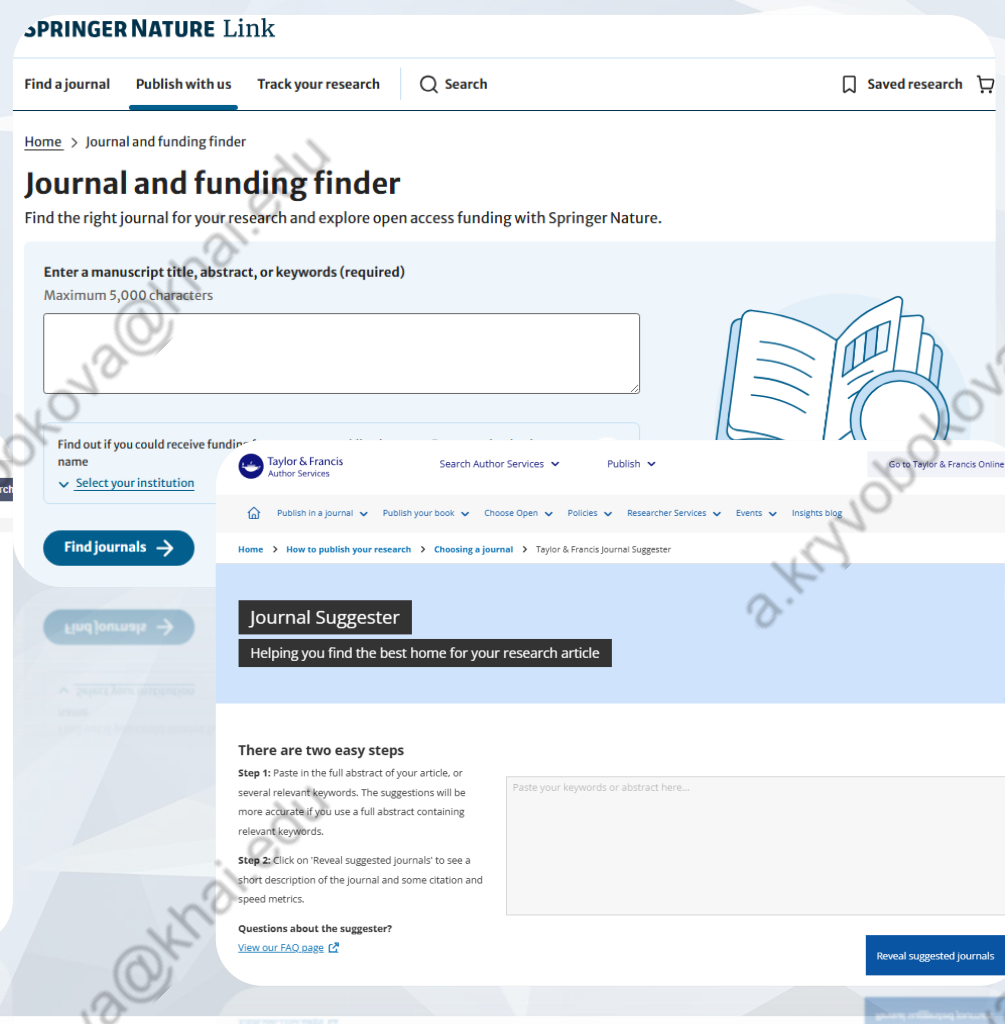 SPRINGER NATURE Link
Find a journal Publish with us Track your research Search Saved research
Home > Journal and funding finder
Journal and funding finder
Find the right journal for your research and explore open access funding with Springer Nature.
Enter a manuscript title, abstract, or keywords (required)
Maximum 5,000 characters
Find out if you could receive funding
name
Select your institution
Find journals
Taylor & Francis
Author Services
Search Author Services Publish Go to Taylor & Francis Online
Publish in a journal Publish your book Choose Open Policies Researcher Services Events Insights blog
Home > How to publish your research > Choosing a journal > Taylor & Francis Journal Suggester
Journal Suggester
Helping you find the best home for your research article
There are two easy steps
Step 1: Paste in the full abstract of your article, or
several relevant keywords. The suggestions will be
more accurate if you use a full abstract containing
relevant keywords.
Step 2: Click on 'Reveal suggested journals' to see a
short description of the journal and some citation and
speed metrics.
Questions about the suggester?
View our FAQ page
Paste your keywords or abstract here...
Reveal suggested journals
a.kryvobokova@khai.edu